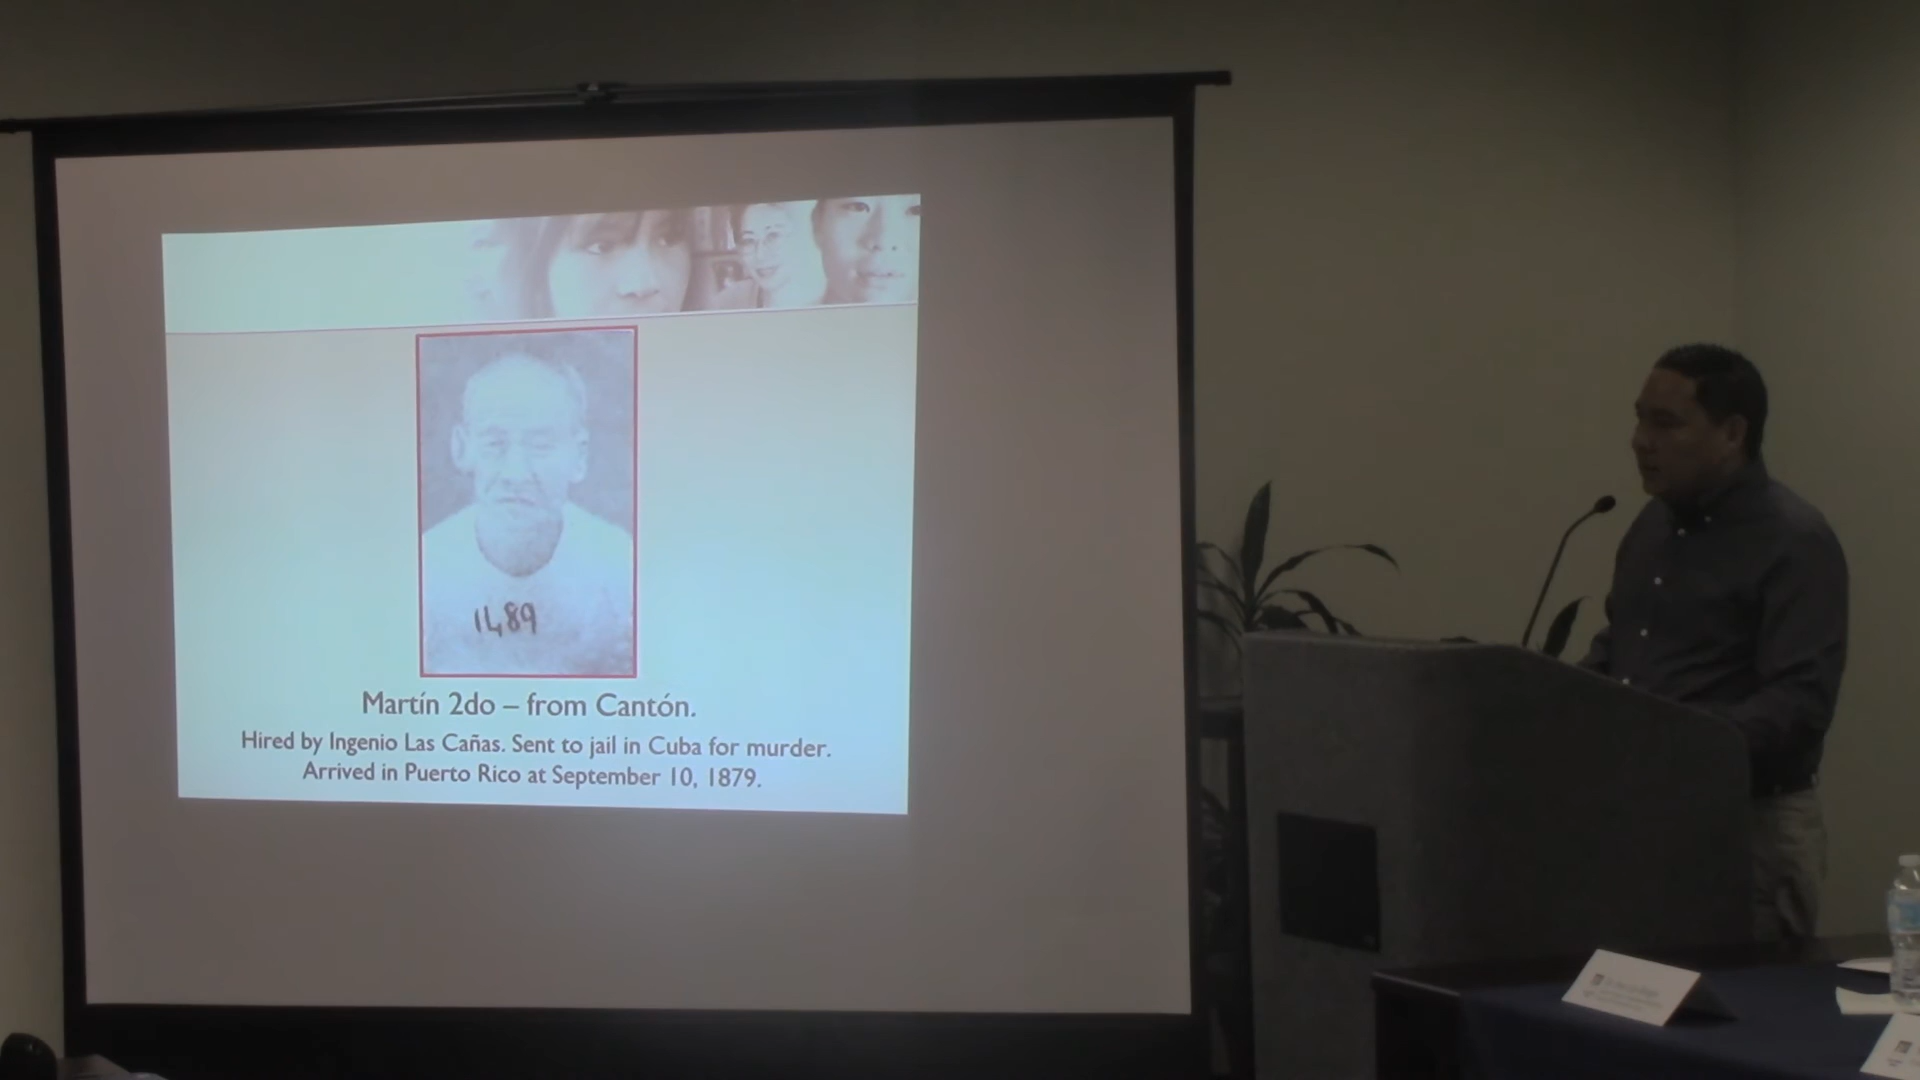 1489
Martín 2do – from Cantón.
Hired by Ingenio Las Cañas. Sent to jail in Cuba for murder.
Arrived in Puerto Rico at September 10, 1879.